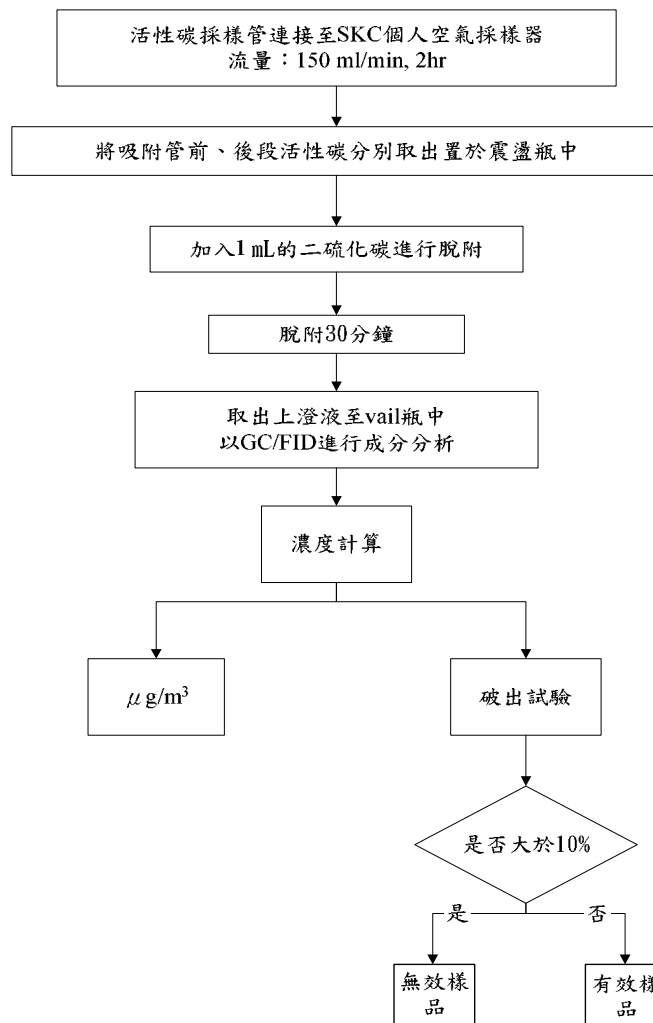 活性碳採樣管連接至SKC個人空氣採樣器
流量：150 ml/min, 2hr
將吸附管前、後段活性碳分別取出置於震盪瓶中
加入1 mL的二硫化碳進行脫附
脫附30分鐘
取出上澄液至vail瓶中
以GC/FID進行成分分析
濃度計算
μg/m³
破出試驗
是否大於10%
是
否
無效樣
品
有效樣
品